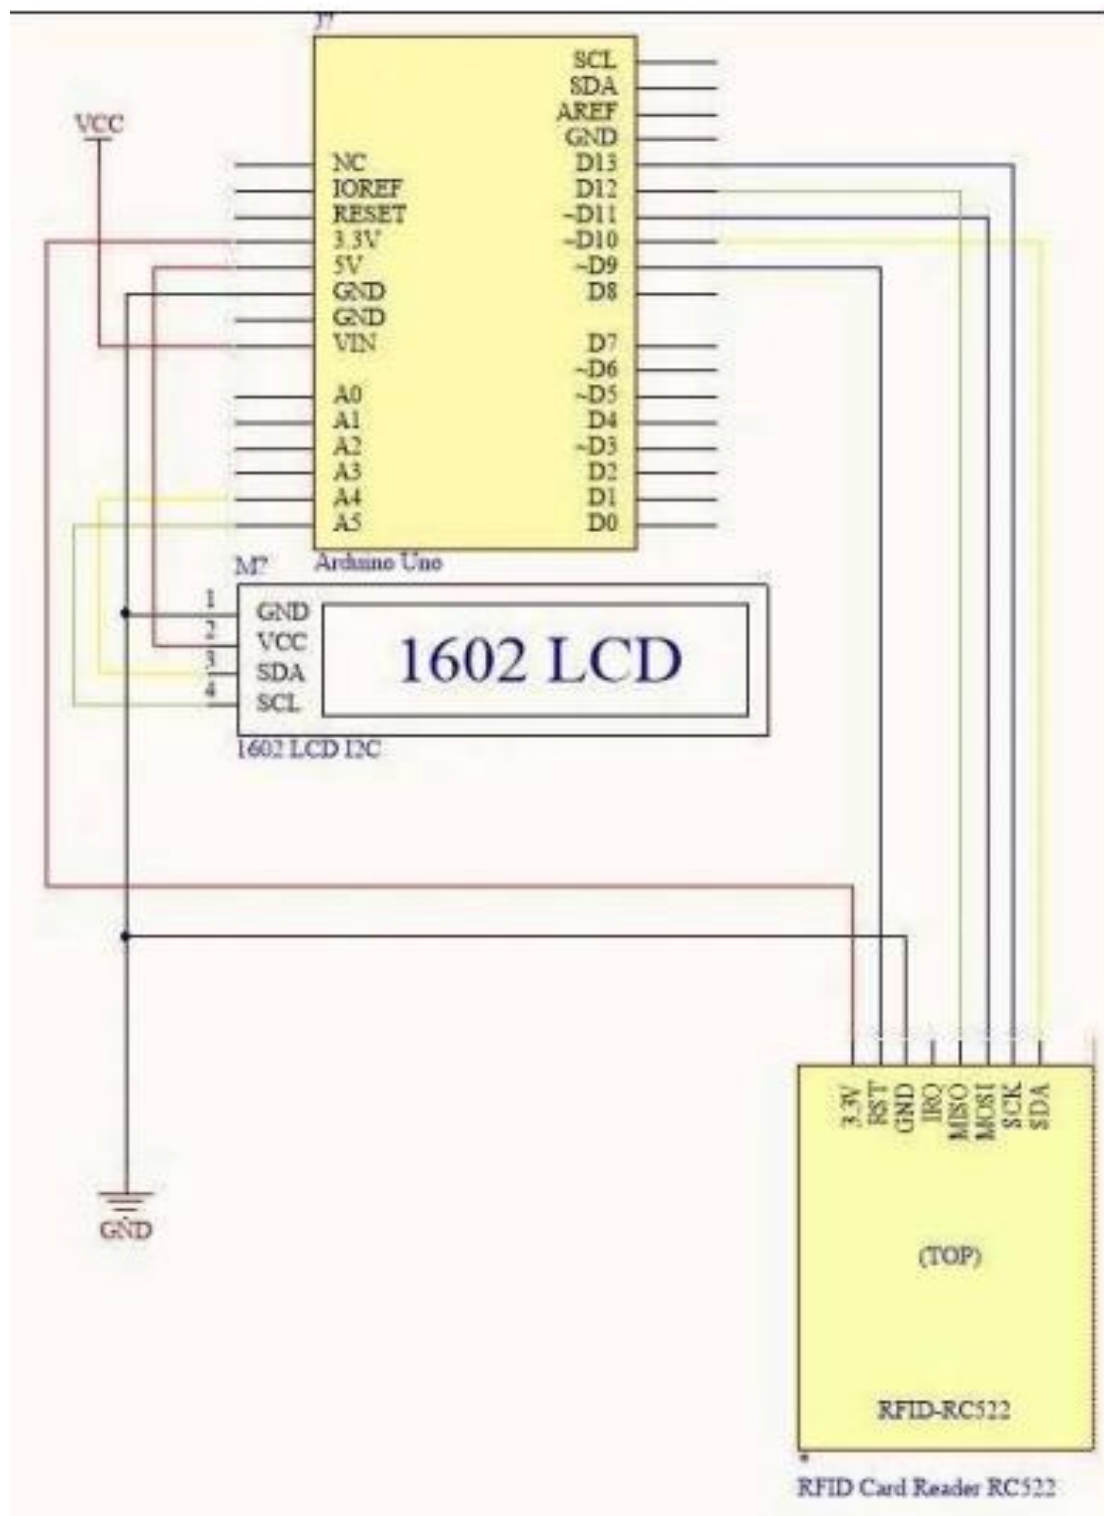 J?
VCC
NC
IOREF
RESET
3.3V
5V
GND
GND
VIN
A0
A1
A2
A3
A4
A5
SCL
SDA
AREF
GND
D13
D12
~D11
~D10
~D9
D8
D7
~D6
~D5
D4
~D3
D2
D1
D0
Arduino Uno
M?
1
2
3
4
GND
VCC
SDA
SCL
1602 LCD
1602 LCD I2C
GND
3.3V
RST
GND
IRQ
MISO
MOSI
SCK
SDA
(TOP)
RFID-RC522
*
RFID Card Reader RC522